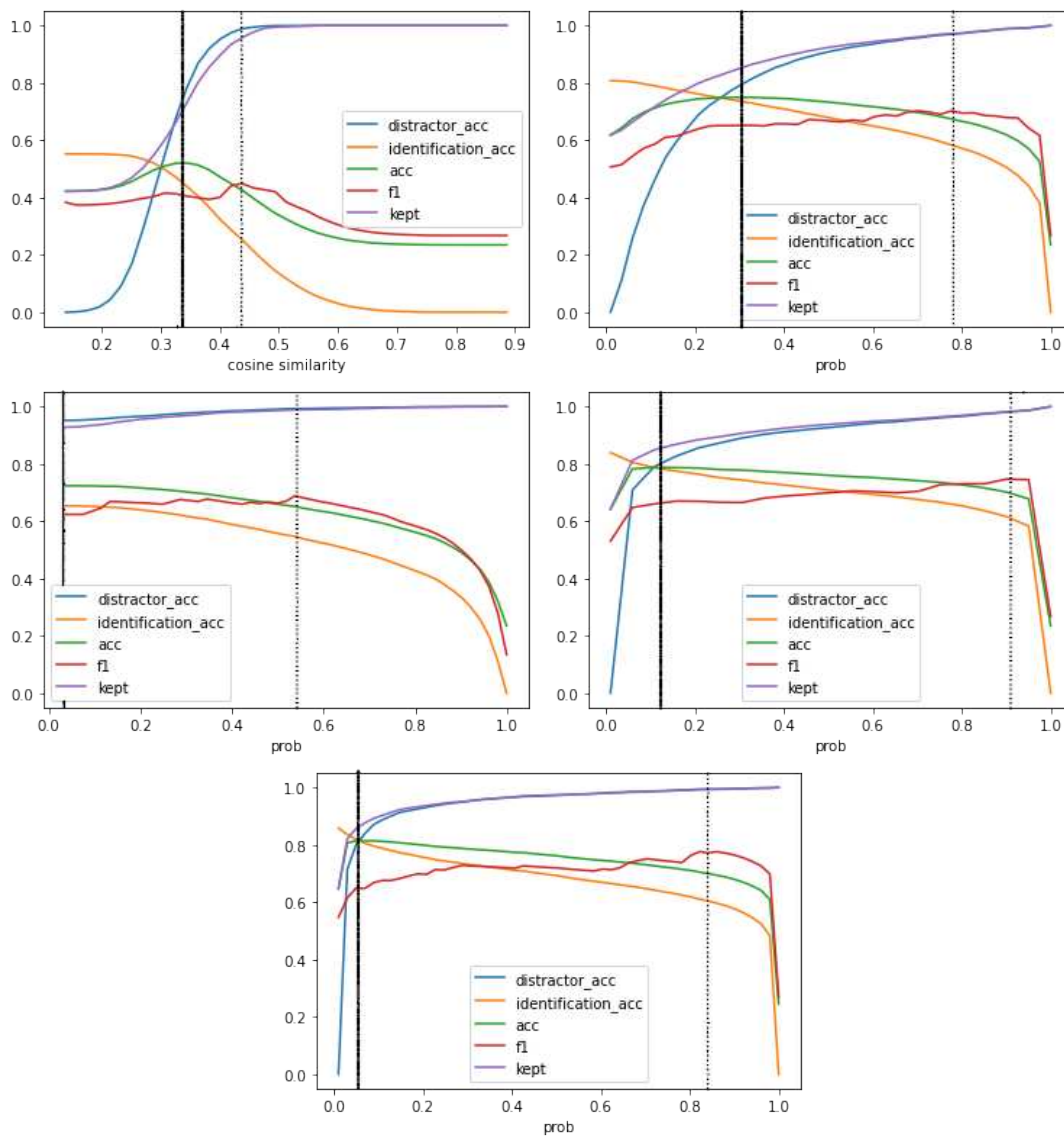 1.0
0.8
0.6
0.4
0.2
0.0
distractor_acc
identification_acc
acc
f1
kept
0.2 0.3 0.4 0.5 0.6 0.7 0.8 0.9
cosine similarity
1.0
0.8
0.6
0.4
0.2
0.0
distractor_acc
identification_acc
acc
f1
kept
0.0 0.2 0.4 0.6 0.8 1.0
prob
1.0
0.8
0.6
0.4
0.2
0.0
distractor_acc
identification_acc
acc
f1
kept
0.0 0.2 0.4 0.6 0.8 1.0
prob
1.0
0.8
0.6
0.4
0.2
0.0
distractor_acc
identification_acc
acc
f1
kept
0.0 0.2 0.4 0.6 0.8 1.0
prob
1.0
0.8
0.6
0.4
0.2
0.0
distractor_acc
identification_acc
acc
f1
kept
0.0 0.2 0.4 0.6 0.8 1.0
prob